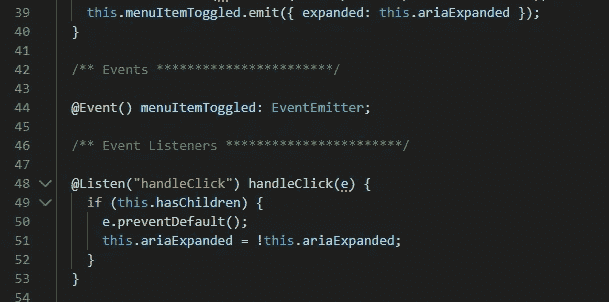 39 this.menuItemToggled.emit({ expanded: this.ariaExpanded });
40 }
41
42 /** Events ***********************/
43
44 @Event() menuItemToggled: EventEmitter;
45
46 /** Event Listeners ***********************/
47
48 @Listen("handleClick") handleClick(e) {
49 if (this.hasChildren) {
50 e.preventDefault();
51 this.ariaExpanded = !this.ariaExpanded;
52 }
53 }
54